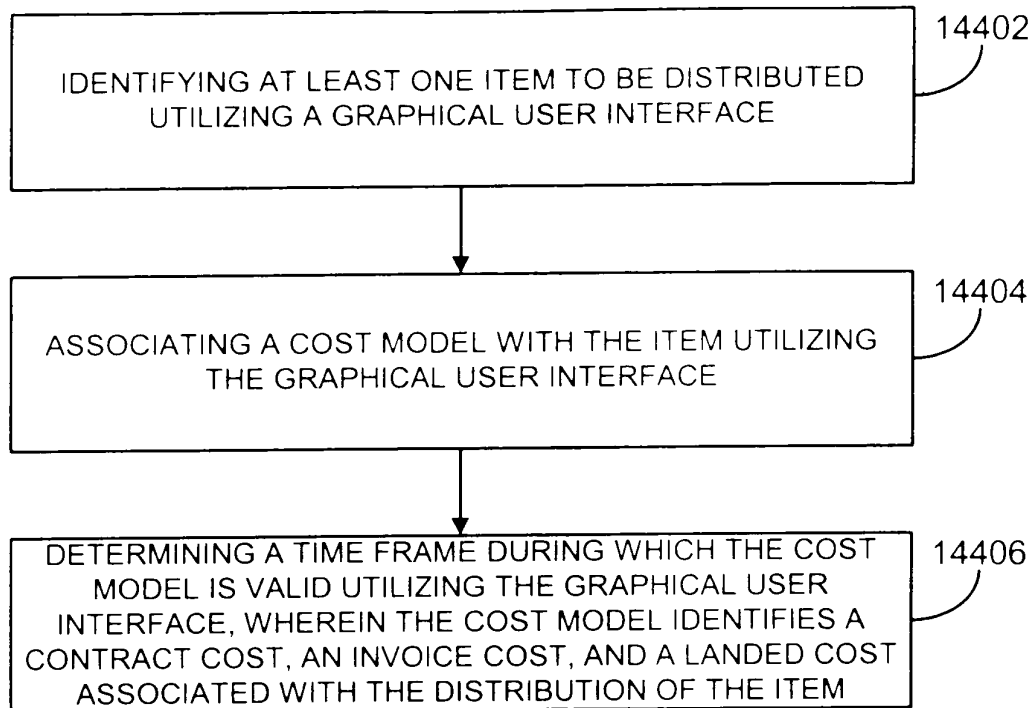 14402
IDENTIFYING AT LEAST ONE ITEM TO BE DISTRIBUTED
UTILIZING A GRAPHICAL USER INTERFACE
14404
ASSOCIATING A COST MODEL WITH THE ITEM UTILIZING
THE GRAPHICAL USER INTERFACE
14406
DETERMINING A TIME FRAME DURING WHICH THE COST
MODEL IS VALID UTILIZING THE GRAPHICAL USER
INTERFACE, WHEREIN THE COST MODEL IDENTIFIES A
CONTRACT COST, AN INVOICE COST, AND A LANDED COST
ASSOCIATED WITH THE DISTRIBUTION OF THE ITEM